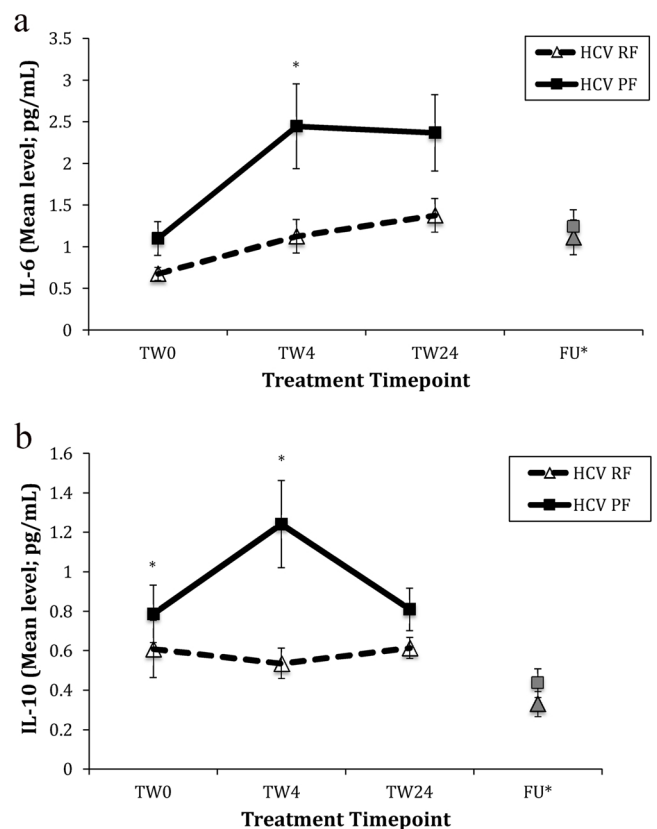 a
3.5
3
2.5
2
1.5
1
0.5
0
IL-6 (Mean level; pg/mL)
*
HCV RF
HCV PF
TW0 TW4 TW24 FU*
Treatment Timepoint
b
1.6
1.4
1.2
1
0.8
0.6
0.4
0.2
0
IL-10 (Mean level; pg/mL)
*
*
HCV RF
HCV PF
TW0 TW4 TW24 FU*
Treatment Timepoint